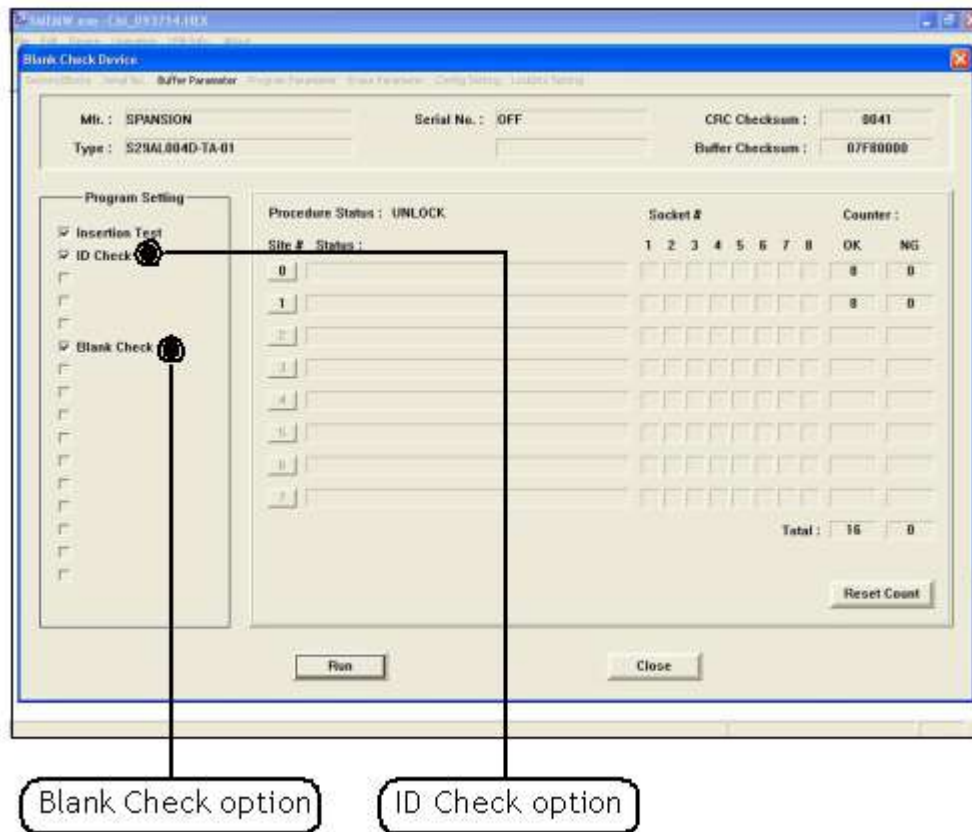 Blank Check Device
Buffer Parameter
Mfr. : SPANSION Serial No. : OFF CRC Checksum : 0041
Type : S29AL004D-TA-01 Buffer Checksum : 07F80000
Program Setting
Insertion Test
ID Check
Blank Check
Procedure Status : UNLOCK Socket # Counter :
Site # Status : 1 2 3 4 5 6 7 8 OK NG
0 8 0
1 8 0
2
3
4
5
6
7
Total : 16 0
Reset Count
Run Close
Blank Check option ID Check option